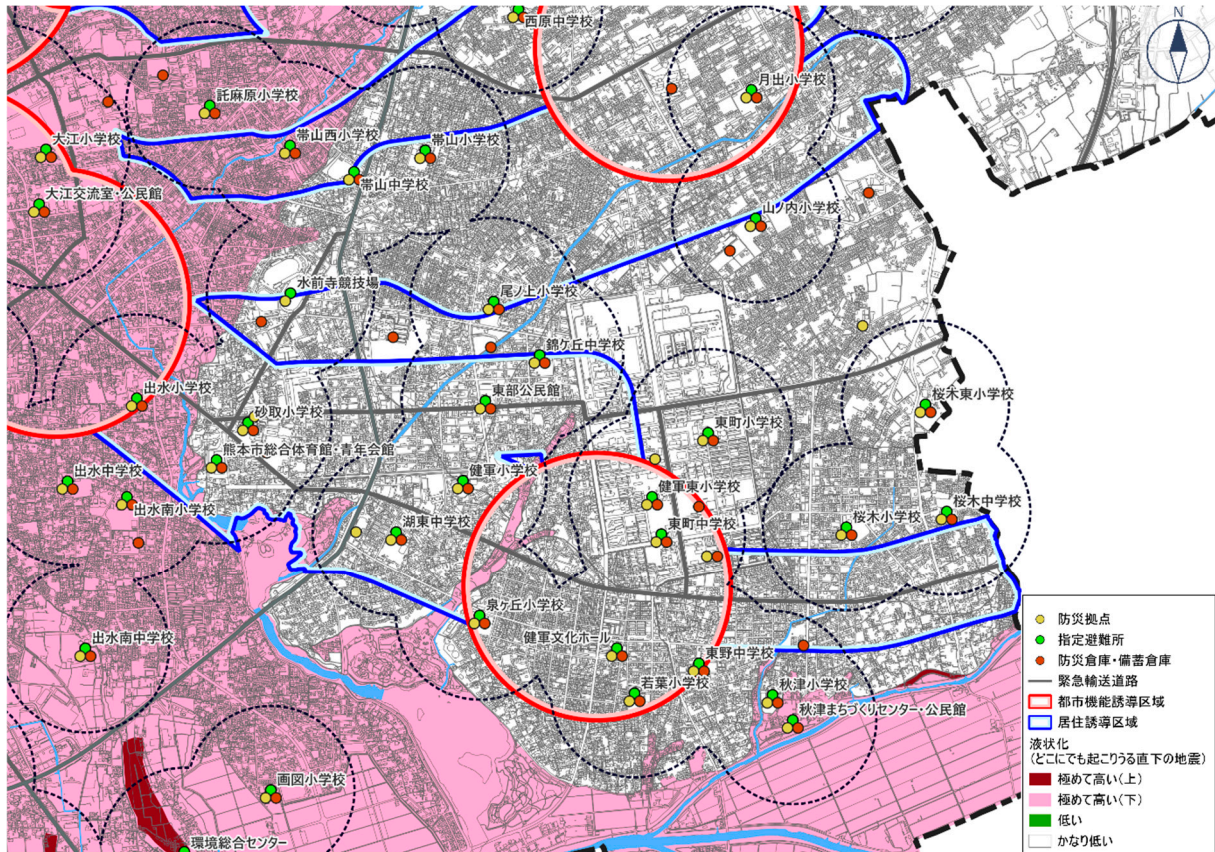 西原中学校
N
月出小学校
託麻原小学校
大江小学校
帯山西小学校
帯山小学校
帯山中学校
大江交流室・公民館
山ノ内小学校
水前寺競技場
尾ノ上小学校
錦ケ丘中学校
出水小学校
東部公民館
桜木東小学校
砂取小学校
東町小学校
熊本市総合体育館・青年会館
出水中学校
健軍小学校
健軍東小学校
出水南小学校
湖東中学校
東町中学校
桜木小学校
桜木中学校
泉ケ丘小学校
出水南中学校
健軍文化ホール
東野中学校
若葉小学校
秋津小学校
秋津まちづくりセンター・公民館
画図小学校
環境総合センター
防災拠点
指定避難所
防災倉庫・備蓄倉庫
緊急輸送道路
都市機能誘導区域
居住誘導区域
液状化
(どこにでも起こりうる直下の地震)
極めて高い(上)
極めて高い(下)
低い
かなり低い